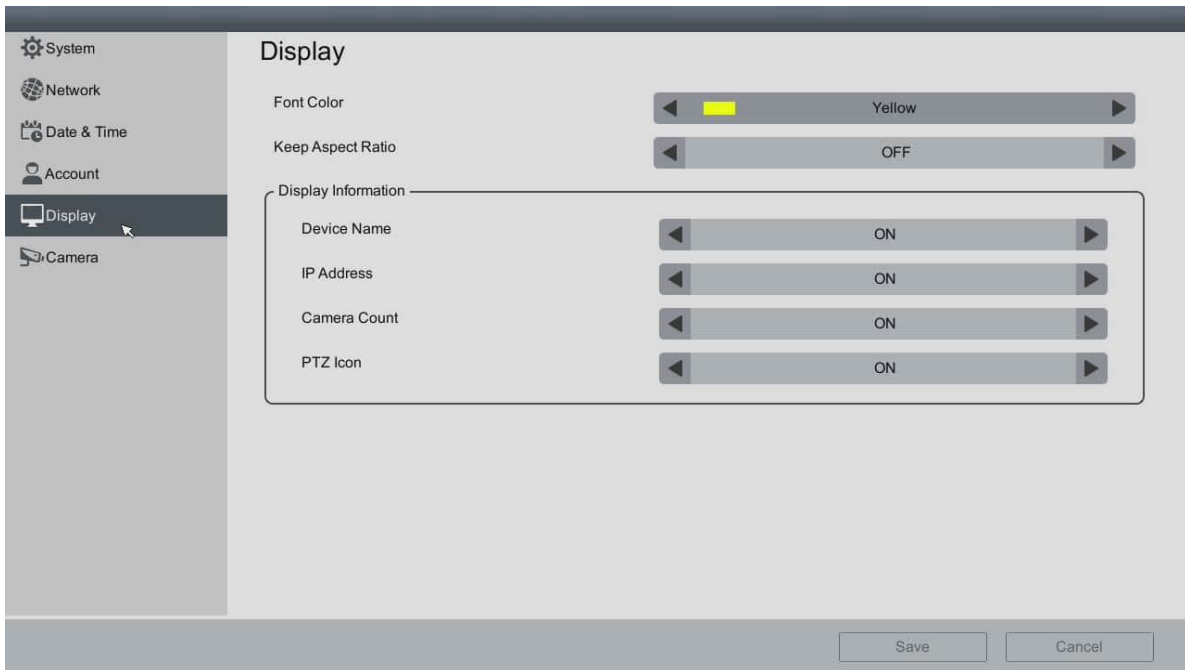 System
Network
Date & Time
Account
Display
Camera
Display
Font Color
Yellow
Keep Aspect Ratio
OFF
Display Information
Device Name
ON
IP Address
ON
Camera Count
ON
PTZ Icon
ON
Save
Cancel